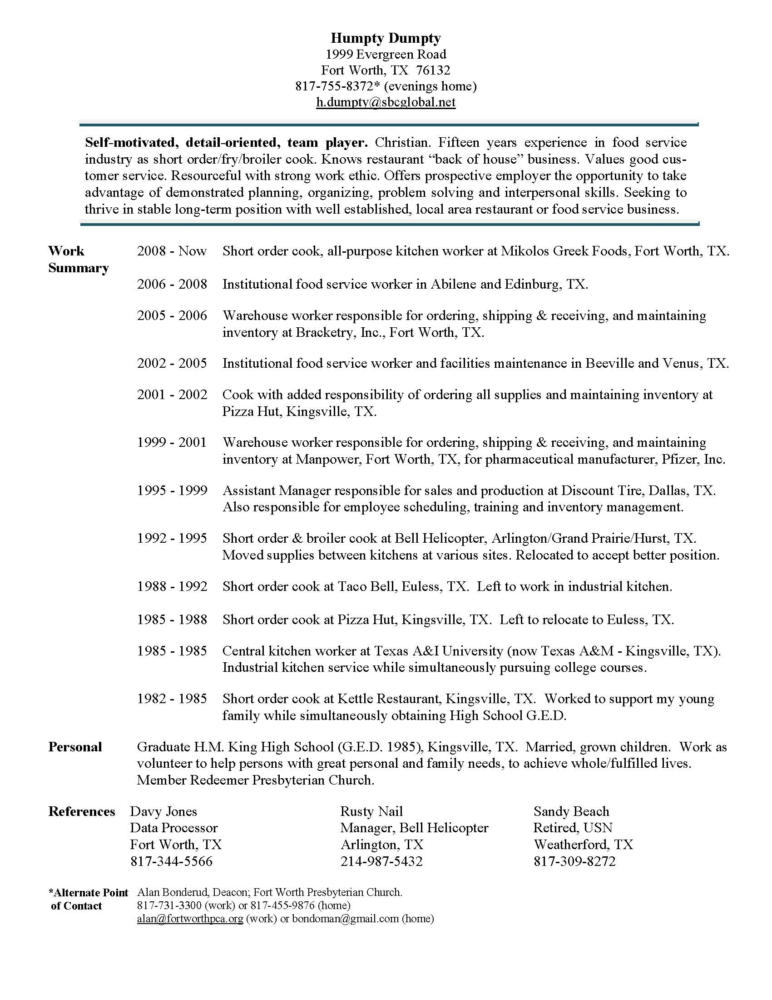 Humpty Dumpty
1999 Evergreen Road
Fort Worth, TX  76132
817-755-8372* (evenings home)
h.dumpty@sbcglobal.net
Self-motivated, detail-oriented, team player. Christian. Fifteen years experience in food service
industry as short order/fry/broiler cook. Knows restaurant “back of house” business. Values good cus-
tomer service. Resourceful with strong work ethic. Offers prospective employer the opportunity to take
advantage of demonstrated planning, organizing, problem solving and interpersonal skills. Seeking to
thrive in stable long-term position with well established, local area restaurant or food service business.
Work 2008 - Now Short order cook, all-purpose kitchen worker at Mikolos Greek Foods, Fort Worth, TX.
Summary
2006 - 2008 Institutional food service worker in Abilene and Edinburg, TX.
2005 - 2006 Warehouse worker responsible for ordering, shipping & receiving, and maintaining
inventory at Bracketry, Inc., Fort Worth, TX.
2002 - 2005 Institutional food service worker and facilities maintenance in Beeville and Venus, TX.
2001 - 2002 Cook with added responsibility of ordering all supplies and maintaining inventory at
Pizza Hut, Kingsville, TX.
1999 - 2001 Warehouse worker responsible for ordering, shipping & receiving, and maintaining
inventory at Manpower, Fort Worth, TX, for pharmaceutical manufacturer, Pfizer, Inc.
1995 - 1999 Assistant Manager responsible for sales and production at Discount Tire, Dallas, TX.
Also responsible for employee scheduling, training and inventory management.
1992 - 1995 Short order & broiler cook at Bell Helicopter, Arlington/Grand Prairie/Hurst, TX.
Moved supplies between kitchens at various sites. Relocated to accept better position.
1988 - 1992 Short order cook at Taco Bell, Euless, TX.  Left to work in industrial kitchen.
1985 - 1988 Short order cook at Pizza Hut, Kingsville, TX.  Left to relocate to Euless, TX.
1985 - 1985 Central kitchen worker at Texas A&I University (now Texas A&M - Kingsville, TX).
Industrial kitchen service while simultaneously pursuing college courses.
1982 - 1985 Short order cook at Kettle Restaurant, Kingsville, TX.  Worked to support my young
family while simultaneously obtaining High School G.E.D.
Personal Graduate H.M. King High School (G.E.D. 1985), Kingsville, TX.  Married, grown children.  Work as
volunteer to help persons with great personal and family needs, to achieve whole/fulfilled lives.
Member Redeemer Presbyterian Church.
References Davy Jones Rusty Nail Sandy Beach
Data Processor Manager, Bell Helicopter Retired, USN
Fort Worth, TX Arlington, TX Weatherford, TX
817-344-5566 214-987-5432 817-309-8272
*Alternate Point Alan Bonderud, Deacon; Fort Worth Presbyterian Church.
of Contact 817-731-3300 (work) or 817-455-9876 (home)
alan@fortworthpca.org (work) or bondoman@gmail.com (home)